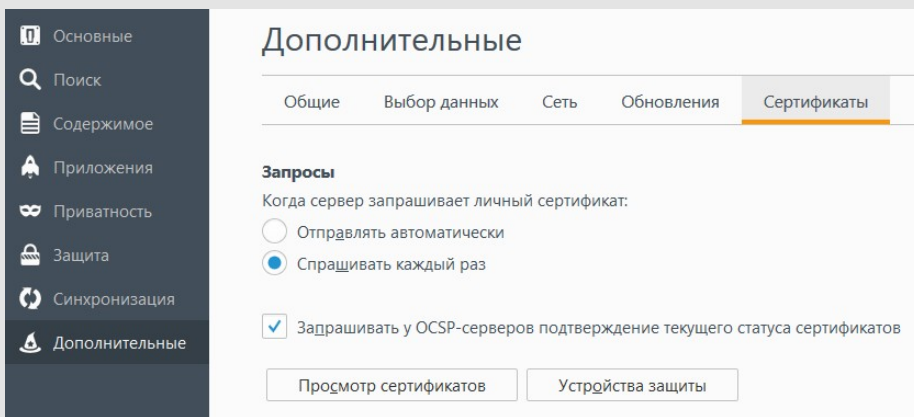 Основные
Поиск
Содержимое
Приложения
Приватность
Защита
Синхронизация
Дополнительные
Дополнительные
Общие Выбор данных Сеть Обновления Сертификаты
Запросы
Когда сервер запрашивает личный сертификат:
Отправлять автоматически
Спрашивать каждый раз
Запрашивать у OCSP-серверов подтверждение текущего статуса сертификатов
Просмотр сертификатов Устройства защиты